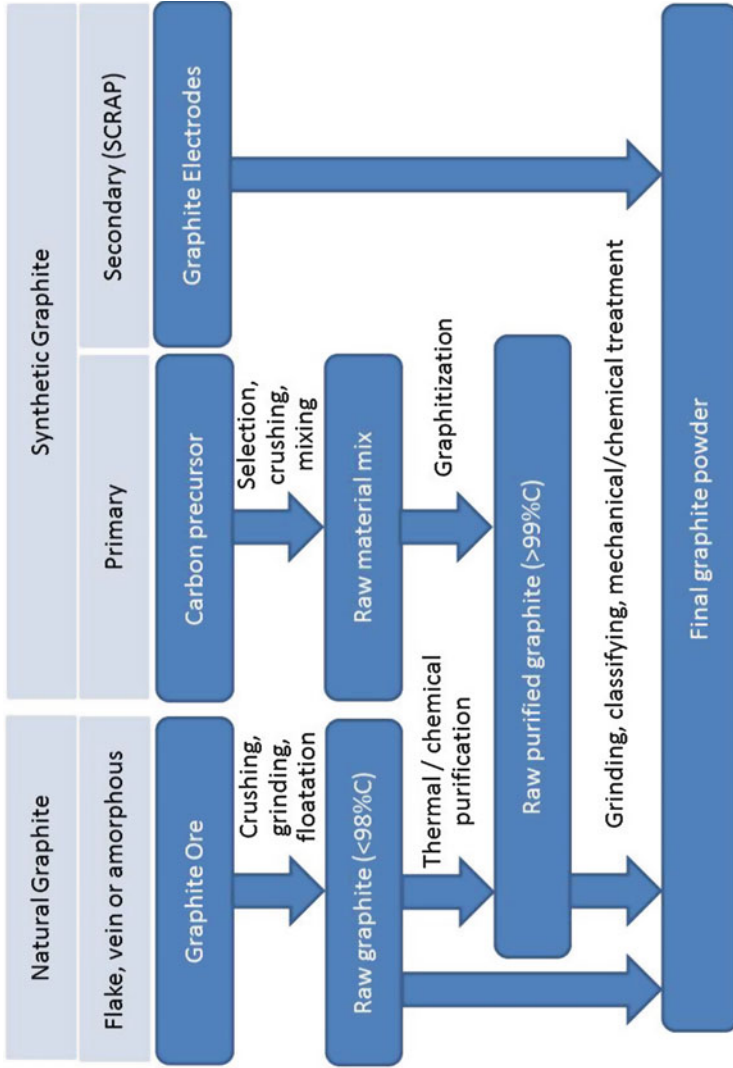 Natural Graphite
Synthetic Graphite
Flake, vein or amorphous
Primary
Secondary (SCRAP)
Graphite Ore
Carbon precursor
Graphite Electrodes
Crushing,
grinding,
floatation
Selection,
crushing,
mixing
Raw graphite (<98%C)
Raw material mix
Thermal / chemical
purification
Graphitization
Raw purified graphite (>99%C)
Grinding, classifying, mechanical/chemical treatment
Final graphite powder